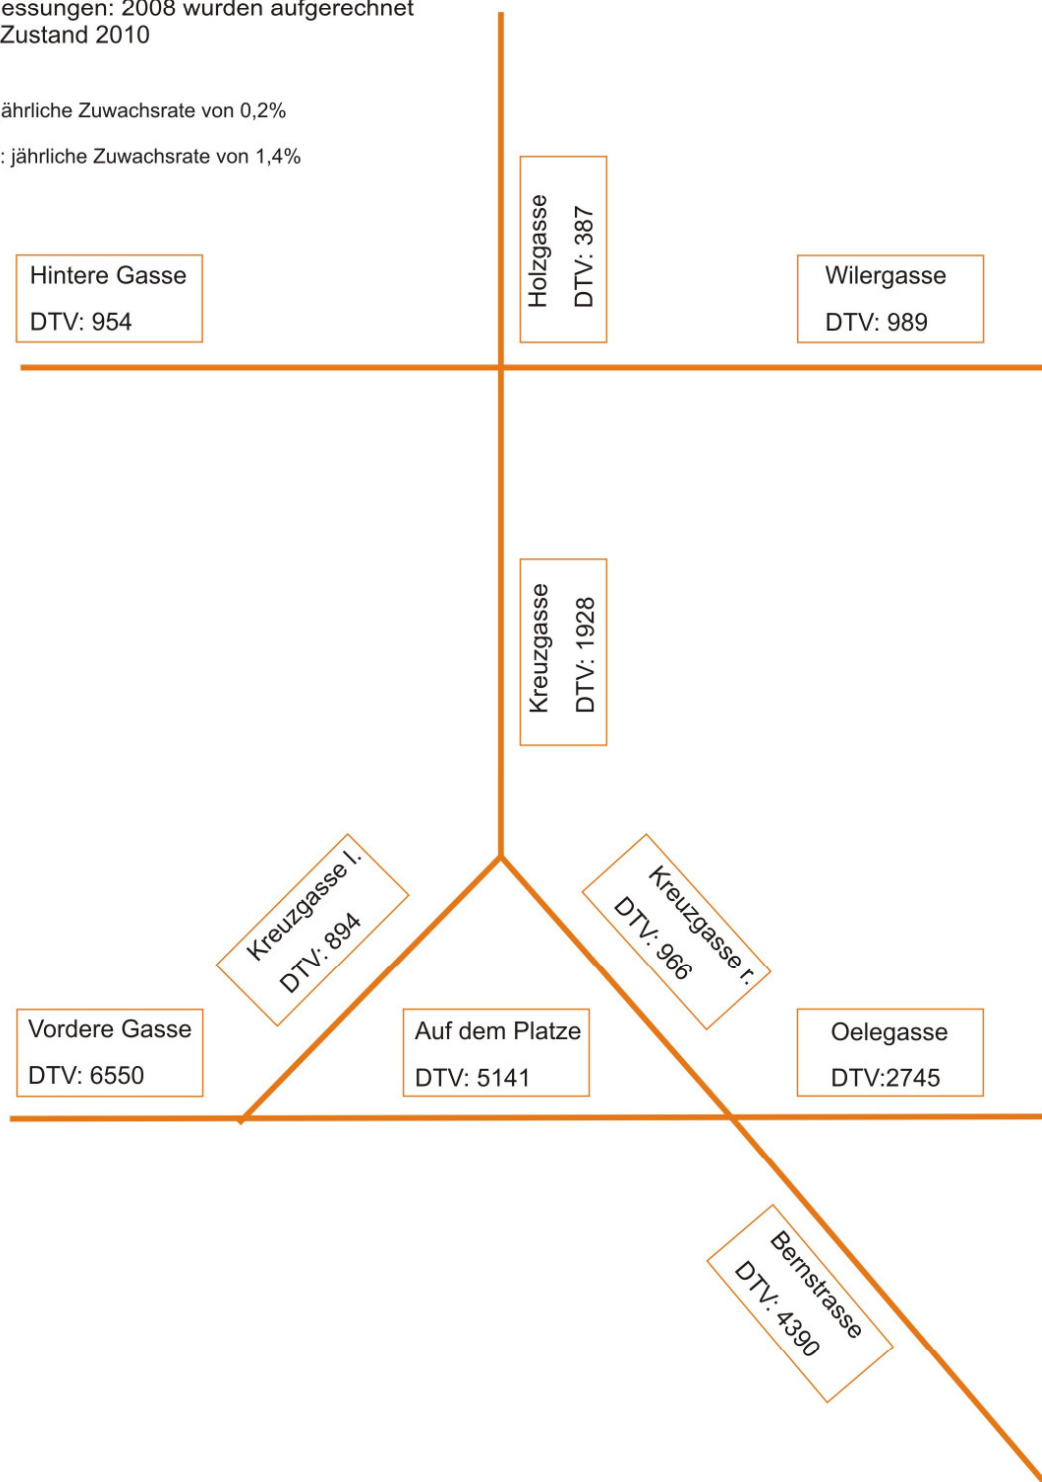 essungen: 2008 wurden aufgerechnet
Zustand 2010
ährliche Zuwachsrate von 0,2%
: jährliche Zuwachsrate von 1,4%
Holzgasse
DTV: 387
Hintere Gasse
DTV: 954
Wilergasse
DTV: 989
Kreuzgasse
DTV: 1928
Kreuzgasse l.
DTV: 894
Kreuzgasse r.
DTV: 966
Vordere Gasse
DTV: 6550
Auf dem Platze
DTV: 5141
Oelegasse
DTV:2745
Bernstrasse
DTV: 4390